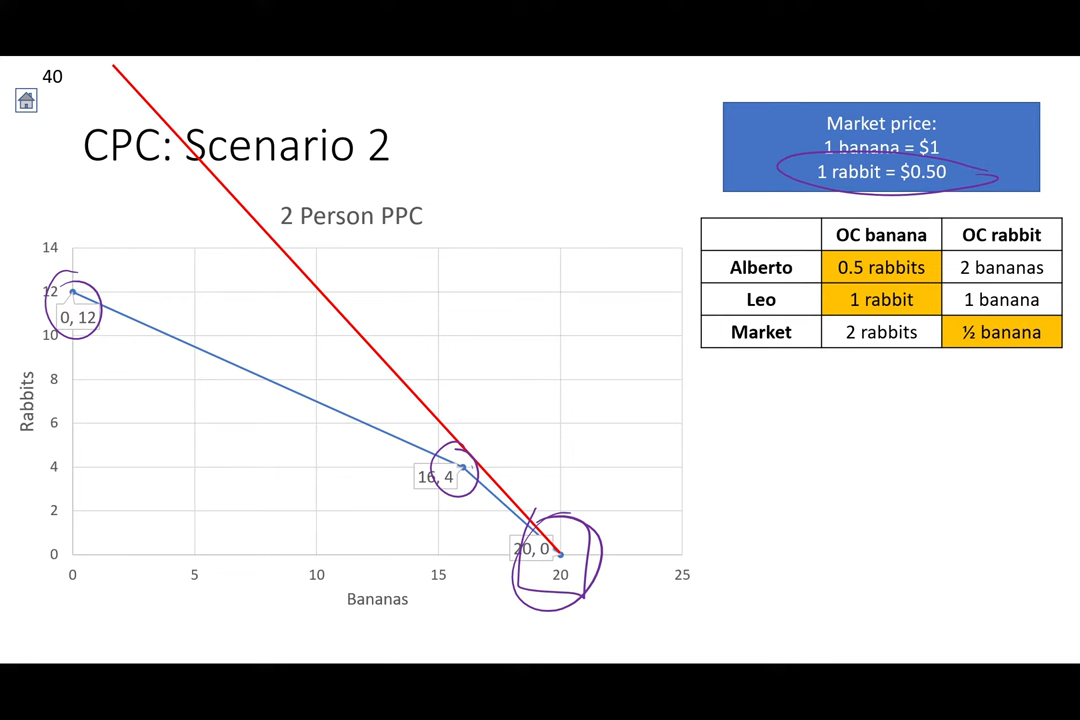 40
CPC: Scenario 2
Market price:
1 banana = $1
1 rabbit = $0.50
2 Person PPC
OC banana OC rabbit
Alberto 0.5 rabbits 2 bananas
Leo 1 rabbit 1 banana
Market 2 rabbits ½ banana
Rabbits
14
12
10
8
6
4
2
0
0, 12
16, 4
20, 0
0 5 10 15 20 25
Bananas